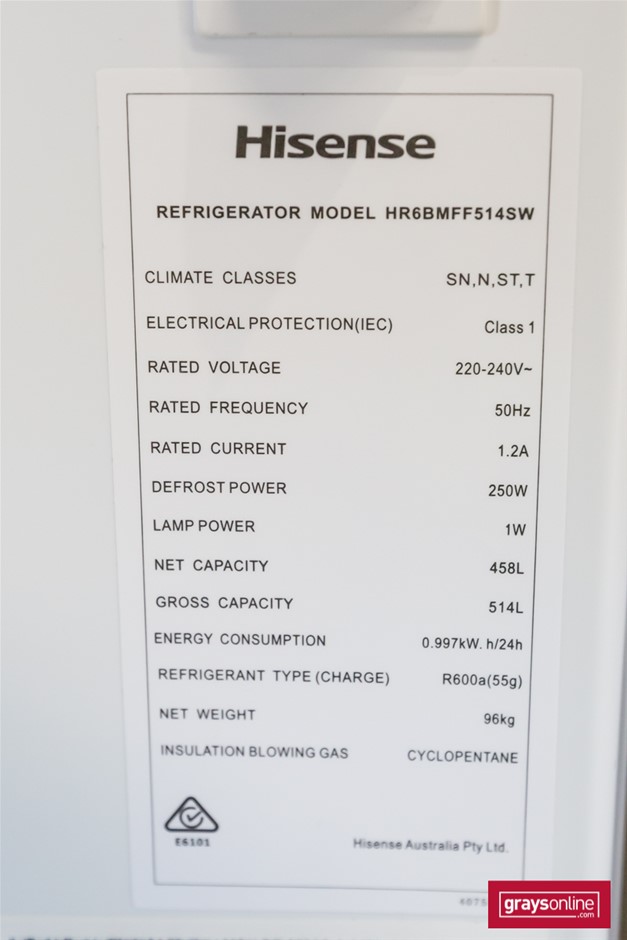 Hisense
REFRIGERATOR MODEL HR6BMFF514SW
CLIMATE CLASSES SN,N,ST,T
ELECTRICAL PROTECTION(IEC) Class 1
RATED VOLTAGE 220-240V~
RATED FREQUENCY 50Hz
RATED CURRENT 1.2A
DEFROST POWER 250W
LAMP POWER 1W
NET CAPACITY 458L
GROSS CAPACITY 514L
ENERGY CONSUMPTION 0.997kW. h/24h
REFRIGERANT TYPE (CHARGE) R600a(55g)
NET WEIGHT 96kg
INSULATION BLOWING GAS CYCLOPENTANE
E6101
Hisense Australia Pty Ltd.
graysonline
.com